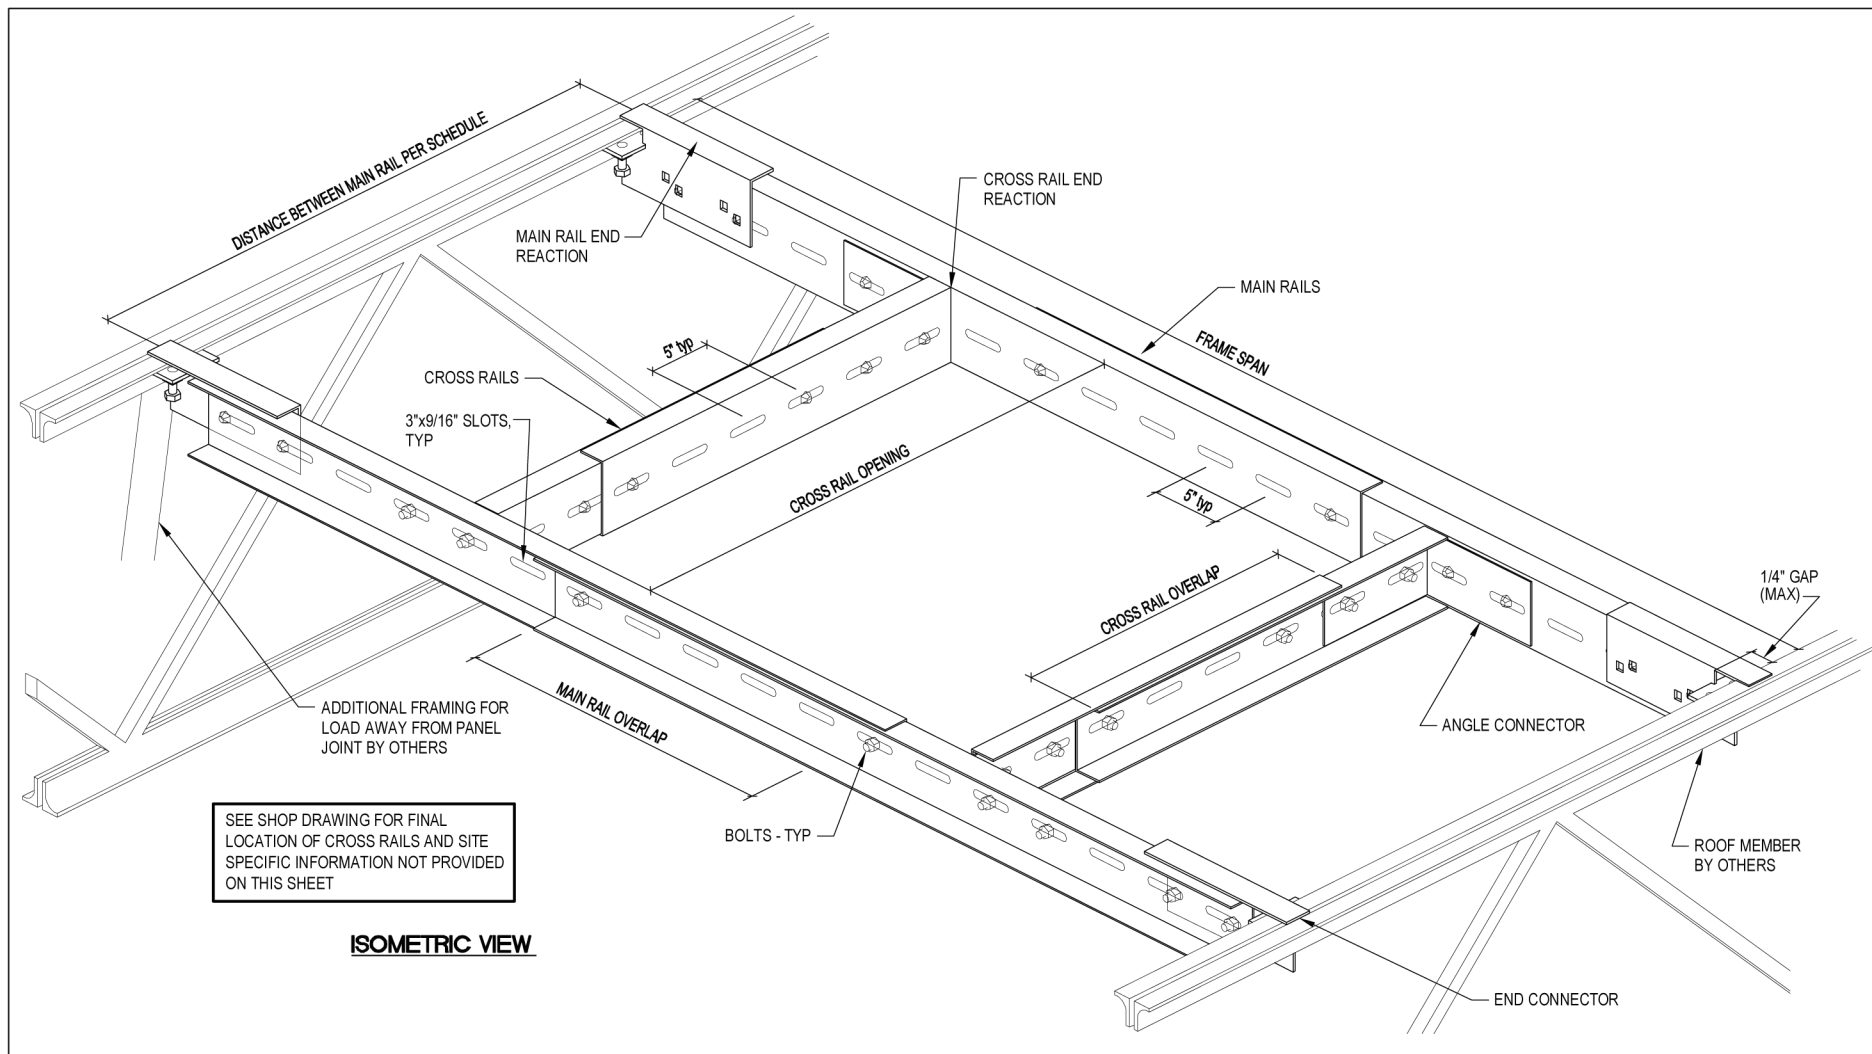 DISTANCE BETWEEN MAIN RAIL PER SCHEDULE
MAIN RAIL END
REACTION
CROSS RAIL END
REACTION
MAIN RAILS
FRAME SPAN
5" typ
CROSS RAILS
3"x9/16" SLOTS,
TYP
CROSS RAIL OPENING
5" typ
CROSS RAIL OVERLAP
1/4" GAP
(MAX)
ADDITIONAL FRAMING FOR
LOAD AWAY FROM PANEL
JOINT BY OTHERS
MAIN RAIL OVERLAP
ANGLE CONNECTOR
BOLTS - TYP
ROOF MEMBER
BY OTHERS
SEE SHOP DRAWING FOR FINAL
LOCATION OF CROSS RAILS AND SITE
SPECIFIC INFORMATION NOT PROVIDED
ON THIS SHEET
ISOMETRIC VIEW
END CONNECTOR